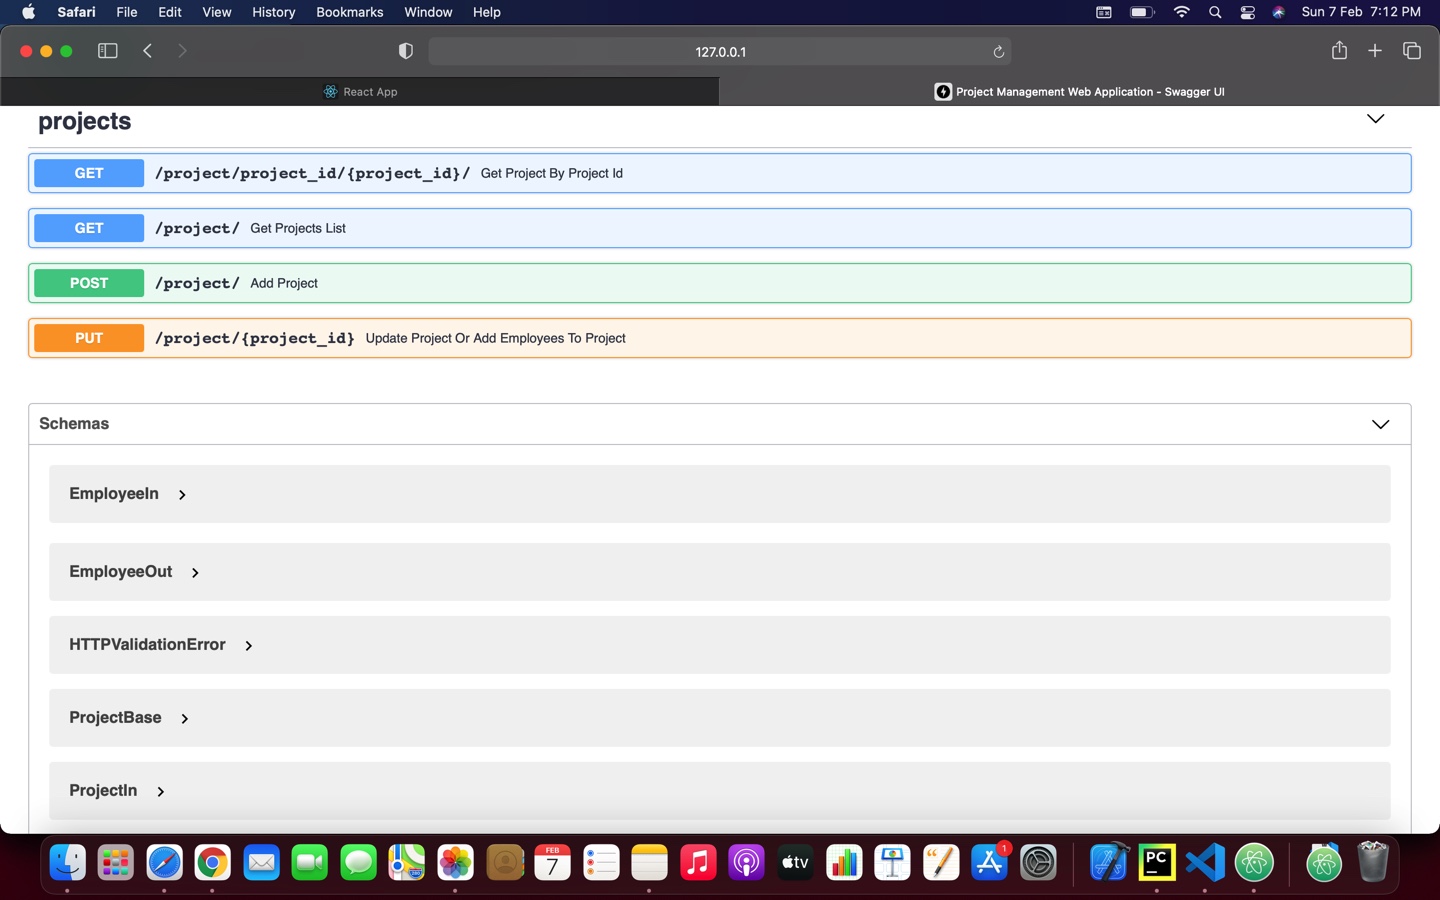 Safari File Edit View History Bookmarks Window Help Sun 7 Feb 7:12 PM
127.0.0.1
React App
Project Management Web Application - Swagger UI
projects
GET /project/project_id/{project_id}/ Get Project By Project Id
GET /project/ Get Projects List
POST /project/ Add Project
PUT /project/{project_id} Update Project Or Add Employees To Project
Schemas
EmployeeIn
EmployeeOut
HTTPValidationError
ProjectBase
ProjectIn
FEB
7
tv
1
PC